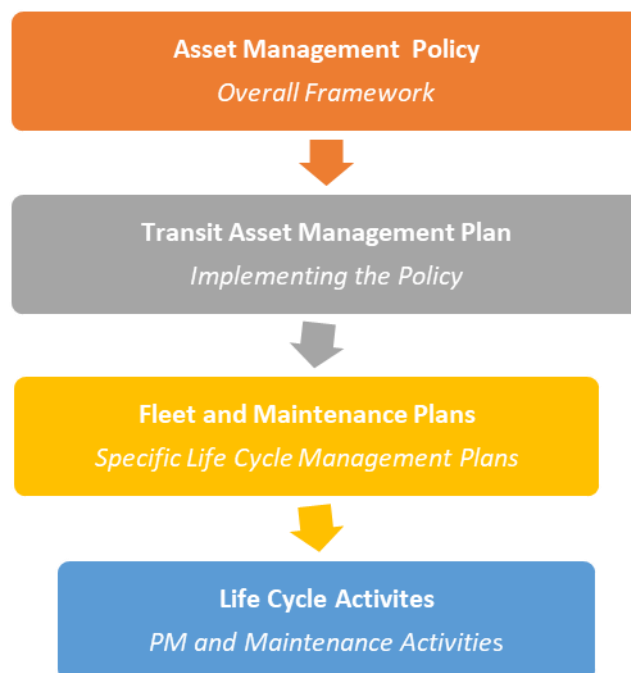 Asset Management Policy
Overall Framework
Transit Asset Management Plan
Implementing the Policy
Fleet and Maintenance Plans
Specific Life Cycle Management Plans
Life Cycle Activites
PM and Maintenance Activities